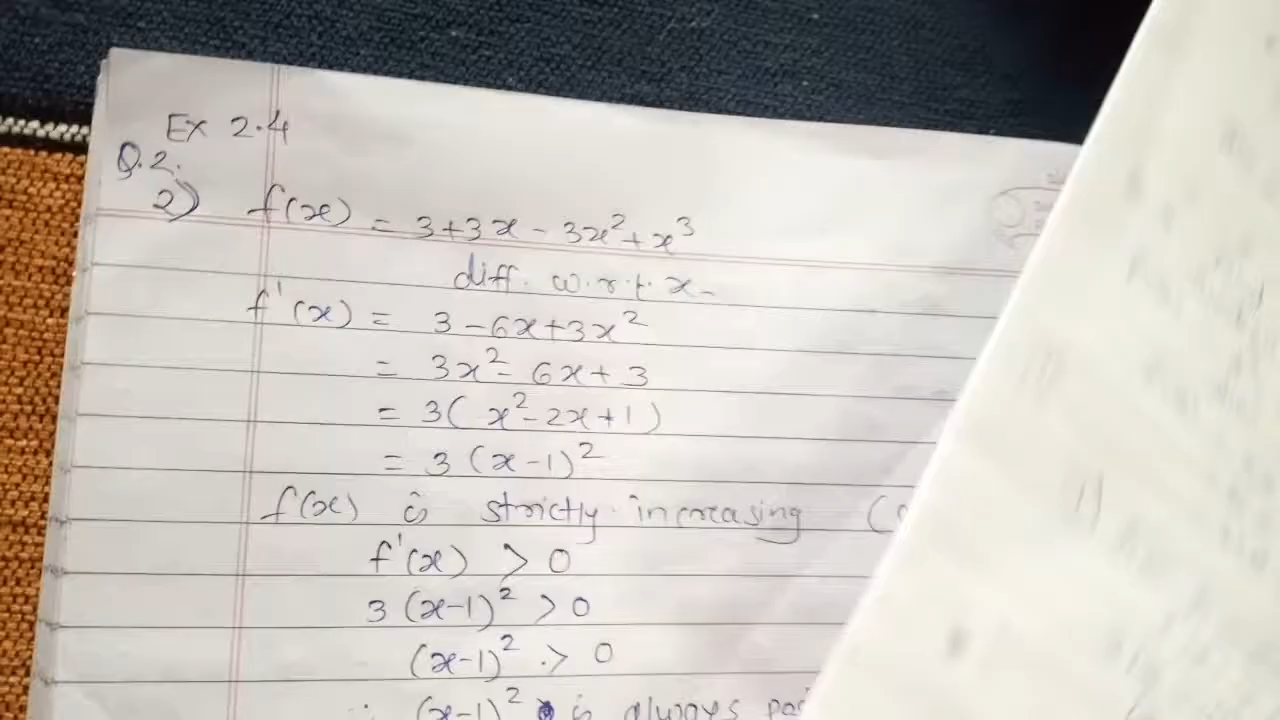 Ex 2.4
Q.2.
2) f(x) = 3+3x - 3x²+x³
diff. w.r.t. x-
f'(x) = 3-6x+3x²
= 3x²- 6x+3
= 3( x²-2x+1)
= 3 (x-1)²
f(x) is strictly increasing (
f'(x) > 0
3 (x-1)² > 0
(x-1)² > 0
∴ (x-1)² is always